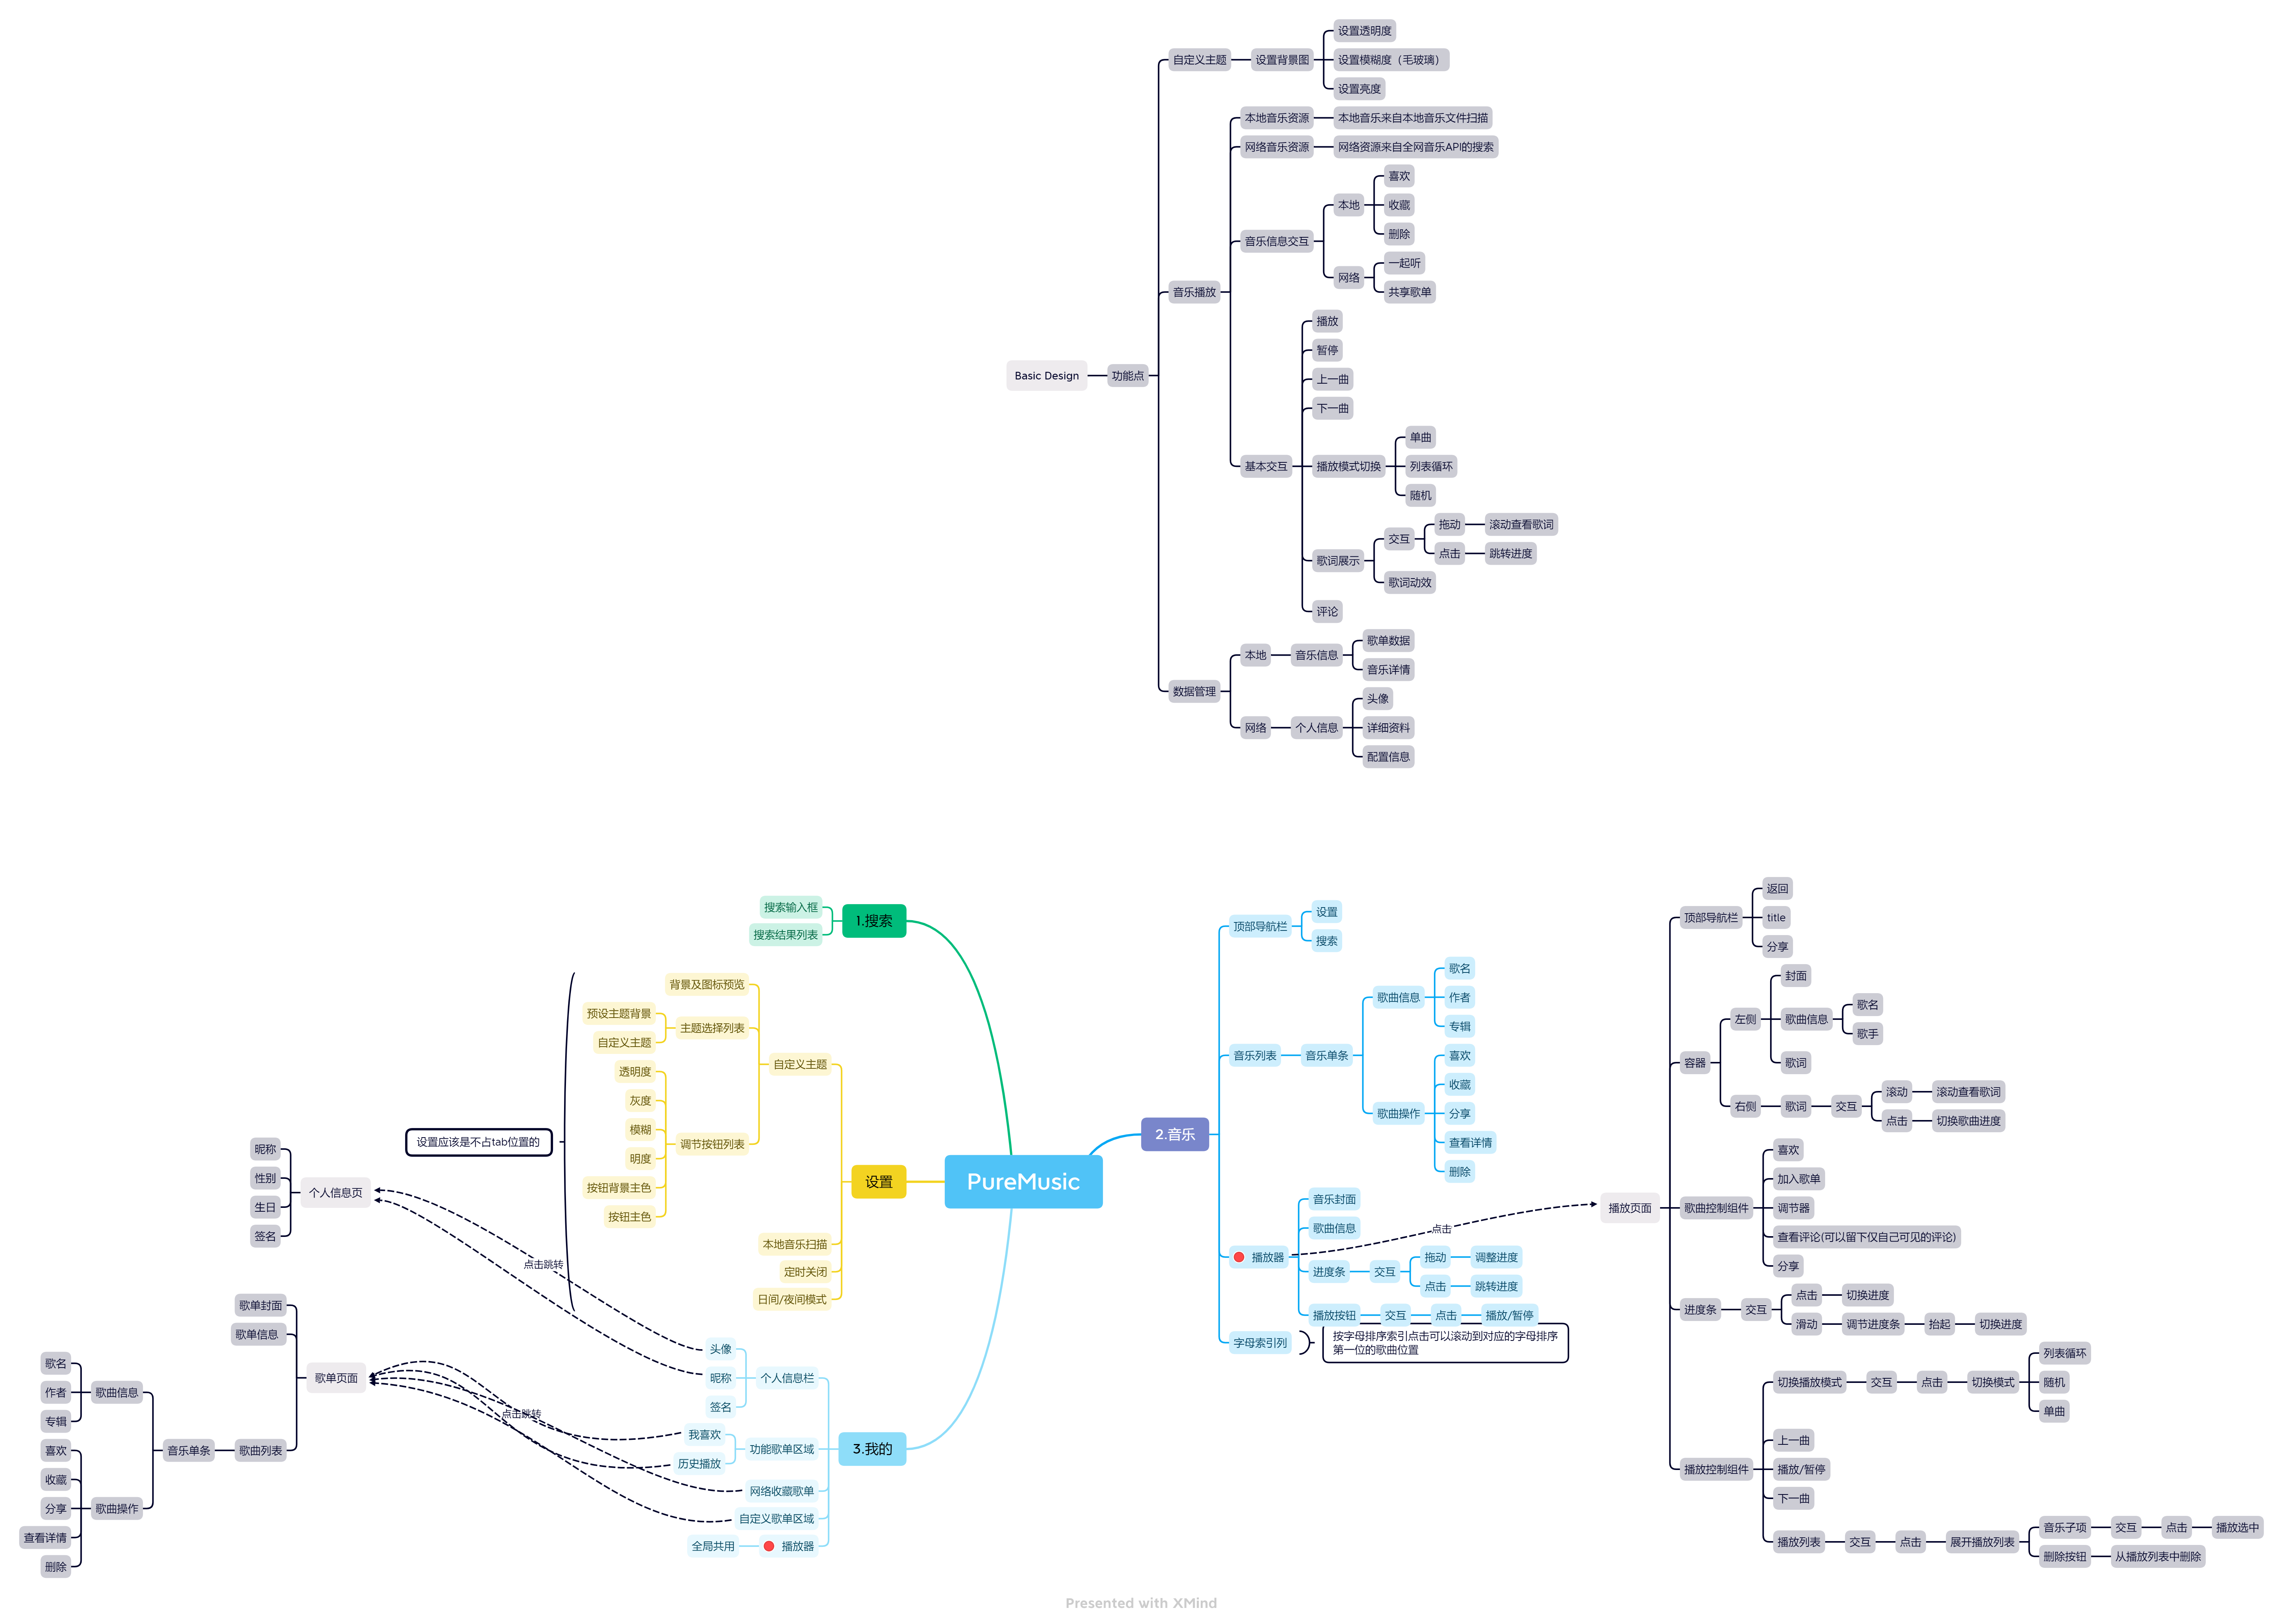 Basic Design
功能点
自定义主题
设置背景图
设置透明度
设置模糊度（毛玻璃）
设置亮度
音乐播放
本地音乐资源
本地音乐来自本地音乐文件扫描
网络音乐资源
网络资源来自全网音乐API的搜索
音乐信息交互
本地
喜欢
收藏
删除
网络
一起听
共享歌单
基本交互
播放
暂停
上一曲
下一曲
播放模式切换
单曲
列表循环
随机
歌词展示
交互
拖动
滚动查看歌词
点击
跳转进度
歌词动效
评论
数据管理
本地
音乐信息
歌单数据
音乐详情
网络
个人信息
头像
详细资料
配置信息
PureMusic
1.搜索
搜索输入框
搜索结果列表
设置
自定义主题
背景及图标预览
主题选择列表
预设主题背景
自定义主题
调节按钮列表
透明度
灰度
模糊
明度
按钮背景主色
按钮主色
本地音乐扫描
定时关闭
日间/夜间模式
设置应该是不占tab位置的
3.我的
个人信息栏
头像
昵称
签名
功能歌单区域
我喜欢
历史播放
网络收藏歌单
自定义歌单区域
播放器
全局共用
点击跳转
点击跳转
个人信息页
昵称
性别
生日
签名
歌单页面
歌单封面
歌单信息
歌曲列表
音乐单条
歌曲信息
歌名
作者
专辑
歌曲操作
喜欢
收藏
分享
查看详情
删除
2.音乐
顶部导航栏
设置
搜索
音乐列表
音乐单条
歌曲信息
歌名
作者
专辑
歌曲操作
喜欢
收藏
分享
查看详情
删除
播放器
音乐封面
歌曲信息
进度条
交互
拖动
调整进度
点击
跳转进度
播放按钮
交互
点击
播放/暂停
字母索引列
按字母排序索引点击可以滚动到对应的字母排序
第一位的歌曲位置
点击
播放页面
顶部导航栏
返回
title
分享
容器
左侧
封面
歌曲信息
歌名
歌手
歌词
右侧
歌词
交互
滚动
滚动查看歌词
点击
切换歌曲进度
歌曲控制组件
喜欢
加入歌单
调节器
查看评论(可以留下仅自己可见的评论)
分享
进度条
交互
点击
切换进度
滑动
调节进度条
抬起
切换进度
播放控制组件
切换播放模式
交互
点击
切换模式
列表循环
随机
单曲
上一曲
播放/暂停
下一曲
播放列表
交互
点击
展开播放列表
音乐子项
交互
点击
播放选中
删除按钮
从播放列表中删除
Presented with XMind